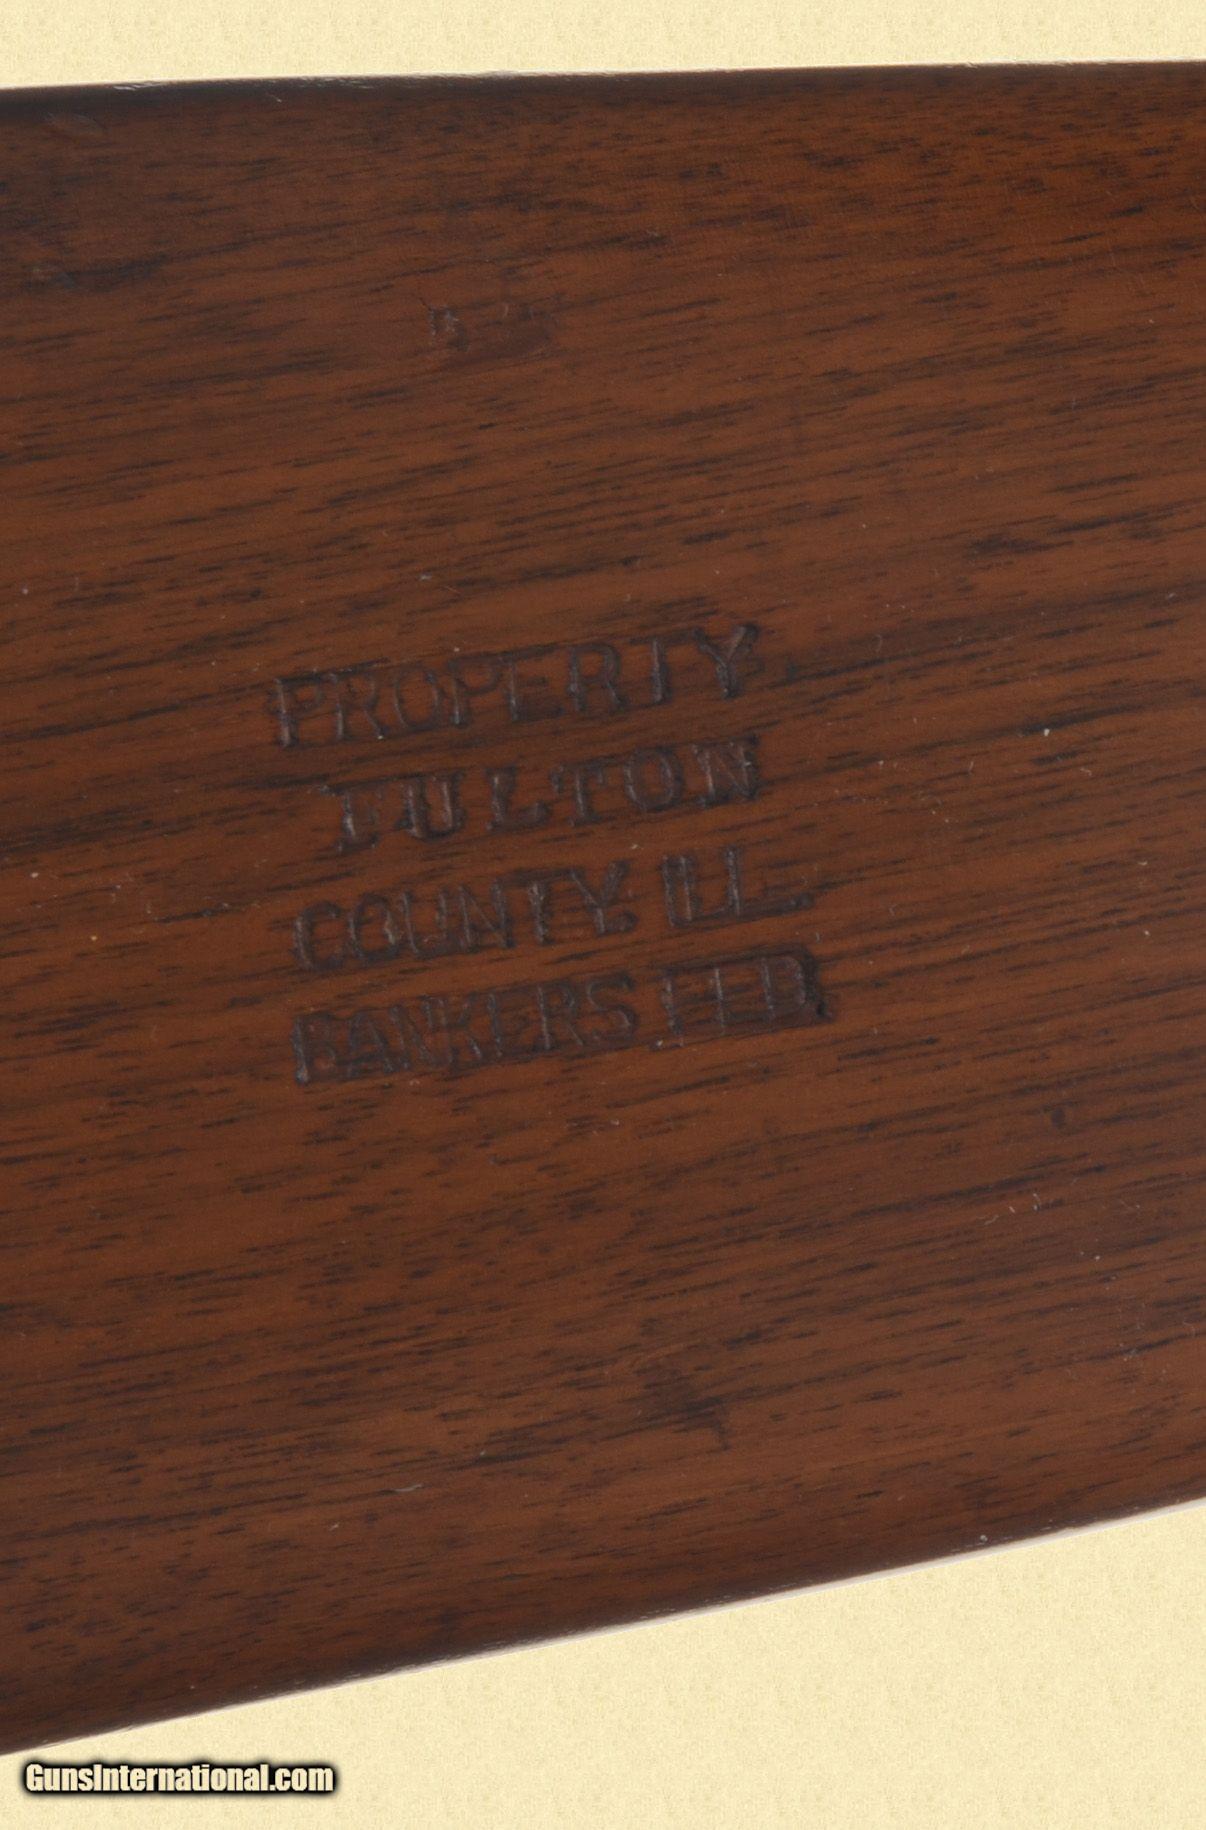 PROPERTY
FULTON
COUNTY. ILL.
BANKERS FED.
GunsInternational.com